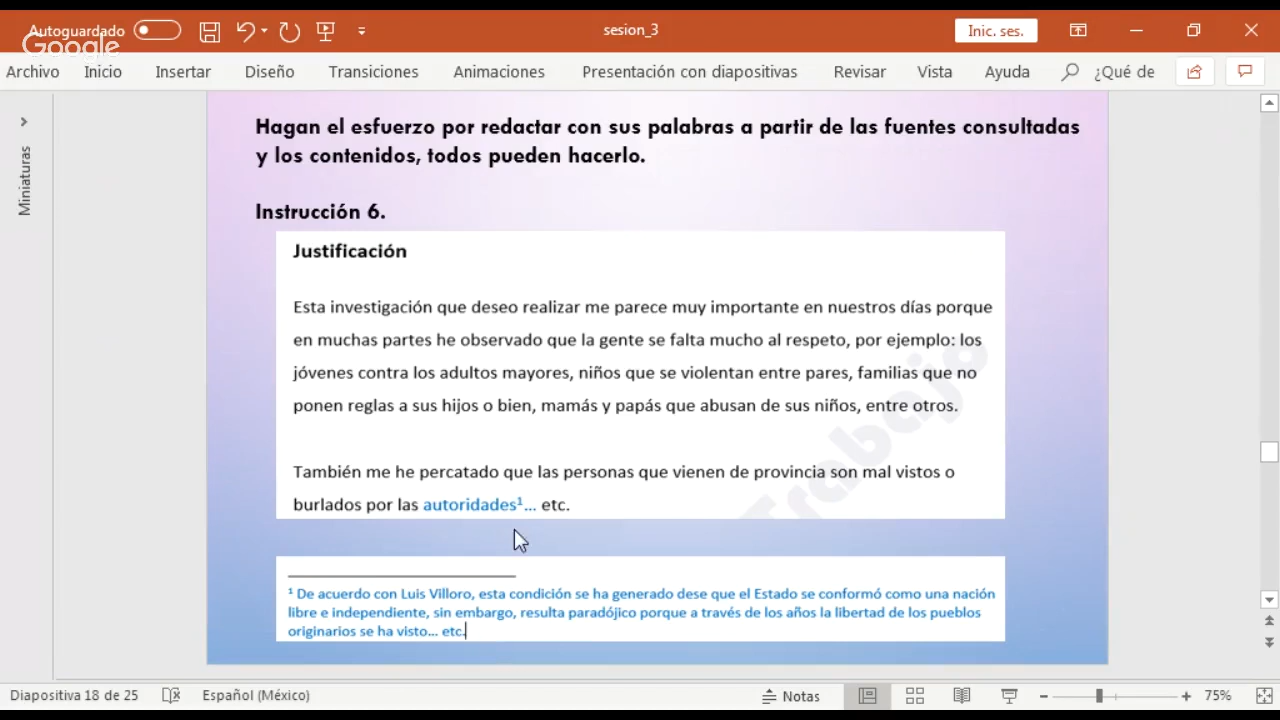 Autoguardado
Google
sesion_3
Inic. ses.
Archivo Inicio Insertar Diseño Transiciones Animaciones Presentación con diapositivas Revisar Vista Ayuda ¿Qué de
Miniaturas
Hagan el esfuerzo por redactar con sus palabras a partir de las fuentes consultadas
y los contenidos, todos pueden hacerlo.
Instrucción 6.
Justificación
Esta investigación que deseo realizar me parece muy importante en nuestros días porque
en muchas partes he observado que la gente se falta mucho al respeto, por ejemplo: los
jóvenes contra los adultos mayores, niños que se violentan entre pares, familias que no
ponen reglas a sus hijos o bien, mamás y papás que abusan de sus niños, entre otros.
También me he percatado que las personas que vienen de provincia son mal vistos o
burlados por las autoridades¹... etc.
Trabajo
¹ De acuerdo con Luis Villoro, esta condición se ha generado dese que el Estado se conformó como una nación
libre e independiente, sin embargo, resulta paradójico porque a través de los años la libertad de los pueblos
originarios se ha visto... etc.
Diapositiva 18 de 25 Español (México) Notas 75%